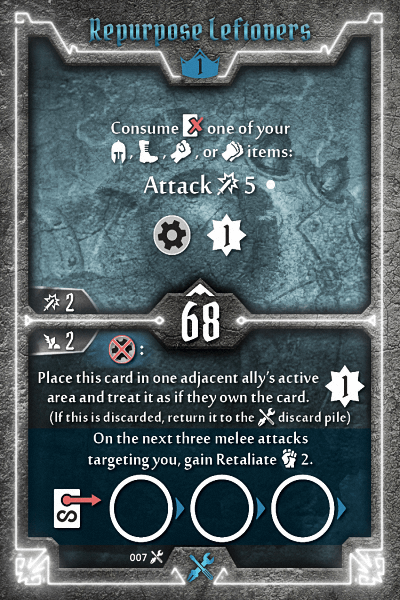 Repurpose Leftovers
1
Consume one of your
, , , or items:
Attack 5
1
2
68
2
:
Place this card in one adjacent ally's active
area and treat it as if they own the card.
1
(If this is discarded, return it to the discard pile)
On the next three melee attacks
targeting you, gain Retaliate 2.
S
007